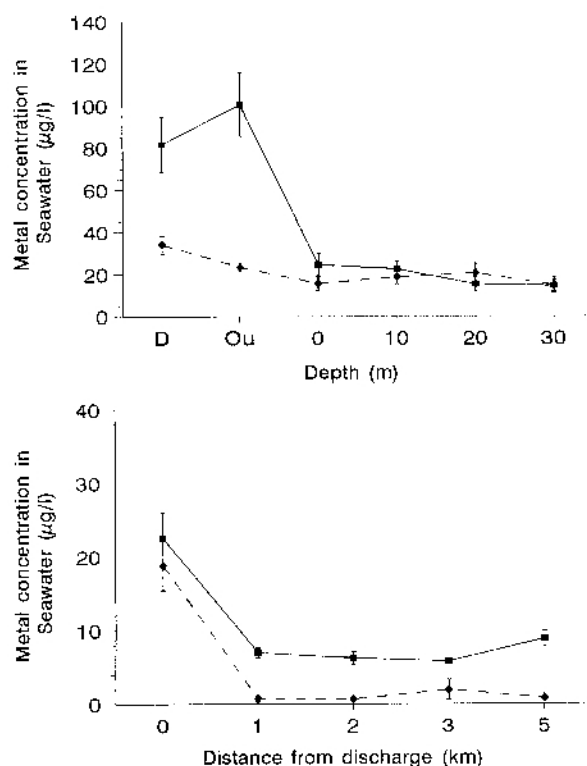 140
120
100
80
60
40
20
0
Metal concentration in
Seawater (μg/l)
D Ou 0 10 20 30
Depth (m)
40
30
20
10
0
Metal concentration in
Seawater (μg/l)
0 1 2 3 5
Distance from discharge (km)